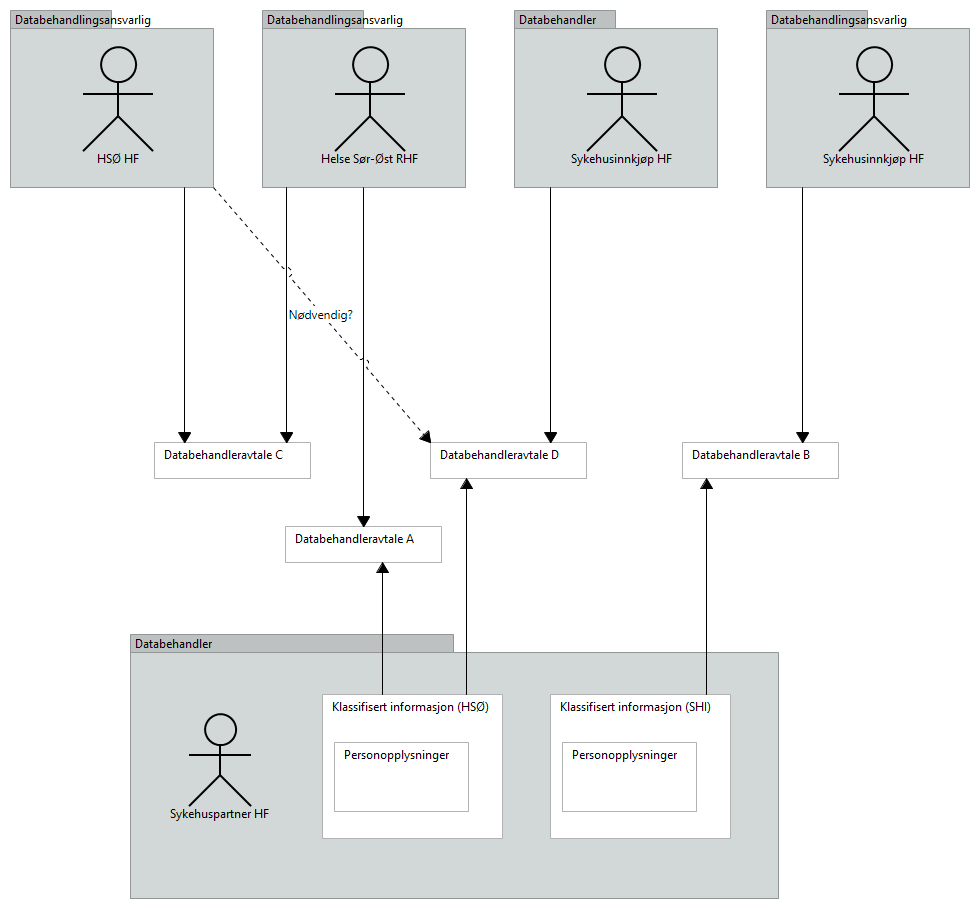 Databehandlingsansvarlig
Databehandlingsansvarlig
Databehandler
Databehandlingsansvarlig
HSØ HF
Helse Sør-Øst RHF
Sykehusinnkjøp HF
Sykehusinnkjøp HF
Nødvendig?
Databehandleravtale C
Databehandleravtale D
Databehandleravtale B
Databehandleravtale A
Databehandler
Klassifisert informasjon (HSØ)
Klassifisert informasjon (SHI)
Personopplysninger
Personopplysninger
Sykehuspartner HF